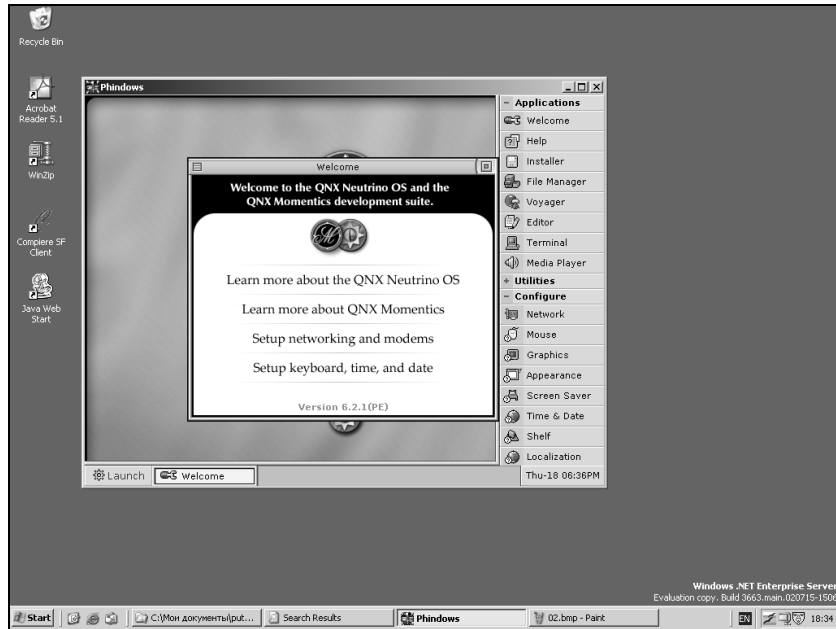 Recycle Bin
Acrobat
Reader 5.1
WinZip
Compiere SF
Client
Java Web
Start
Phindows
Welcome
Welcome to the QNX Neutrino OS and the
QNX Momentics development suite.
Learn more about the QNX Neutrino OS
Learn more about QNX Momentics
Setup networking and modems
Setup keyboard, time, and date
Version 6.2.1(PE)
− Applications
Welcome
Help
Installer
File Manager
Voyager
Editor
Terminal
Media Player
+ Utilities
− Configure
Network
Mouse
Graphics
Appearance
Screen Saver
Time & Date
Shelf
Localization
Launch
Welcome
Thu-18 06:36PM
Windows .NET Enterprise Server
Evaluation copy. Build 3663.main.020715-1506
Start
C:\Мои документы\put...
Search Results
Phindows
02.bmp - Paint
EN
18:34